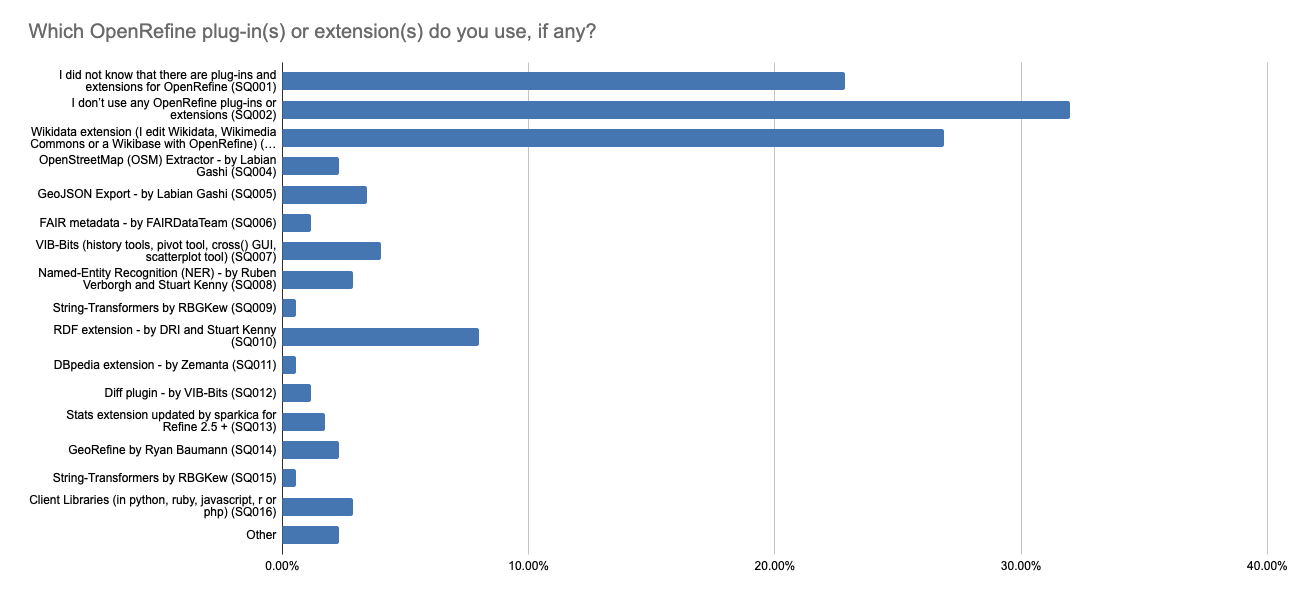 Which OpenRefine plug-in(s) or extension(s) do you use, if any?
I did not know that there are plug-ins and
extensions for OpenRefine (SQ001)
I don't use any OpenRefine plug-ins or
extensions (SQ002)
Wikidata extension (I edit Wikidata, Wikimedia
Commons or a Wikibase with OpenRefine) (…
OpenStreetMap (OSM) Extractor - by Labian
Gashi (SQ004)
GeoJSON Export - by Labian Gashi (SQ005)
FAIR metadata - by FAIRDataTeam (SQ006)
VIB-Bits (history tools, pivot tool, cross() GUI,
scatterplot tool) (SQ007)
Named-Entity Recognition (NER) - by Ruben
Verborgh and Stuart Kenny (SQ008)
String-Transformers by RBGKew (SQ009)
RDF extension - by DRI and Stuart Kenny
(SQ010)
DBpedia extension - by Zemanta (SQ011)
Diff plugin - by VIB-Bits (SQ012)
Stats extension updated by sparkica for
Refine 2.5 + (SQ013)
GeoRefine by Ryan Baumann (SQ014)
String-Transformers by RBGKew (SQ015)
Client Libraries (in python, ruby, javascript, r or
php) (SQ016)
Other
0.00%
10.00%
20.00%
30.00%
40.00%